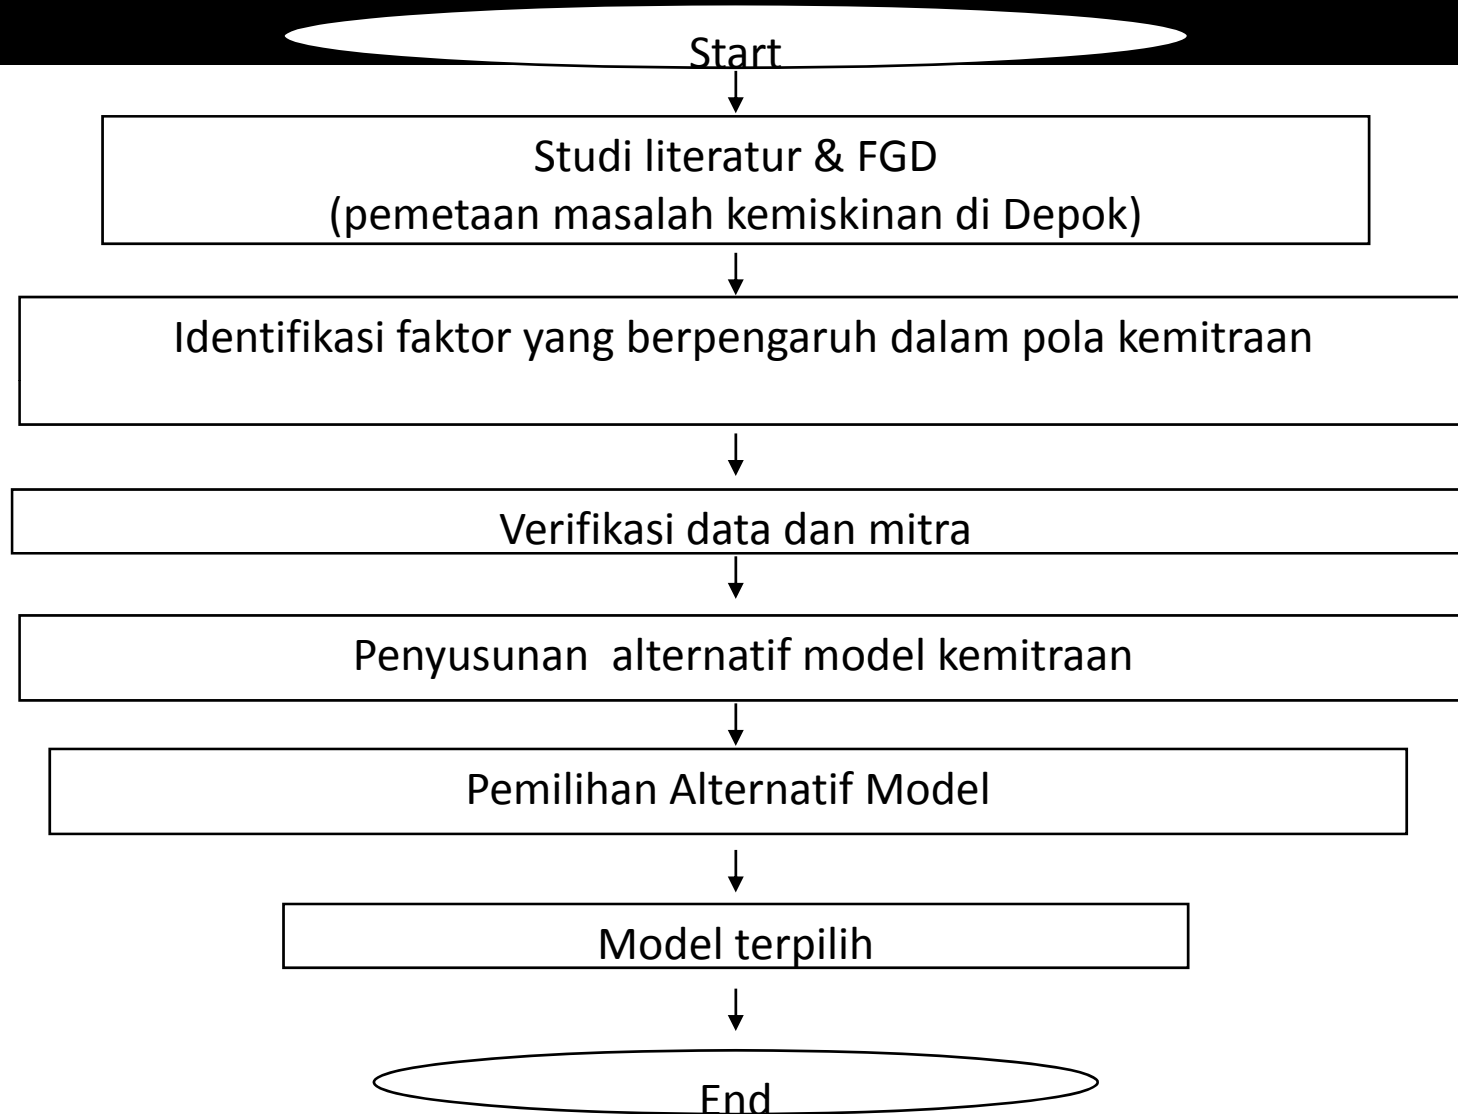 Start
Studi literatur & FGD
(pemetaan masalah kemiskinan di Depok)
Identifikasi faktor yang berpengaruh dalam pola kemitraan
Verifikasi data dan mitra
Penyusunan  alternatif model kemitraan
Pemilihan Alternatif Model
Model terpilih
End